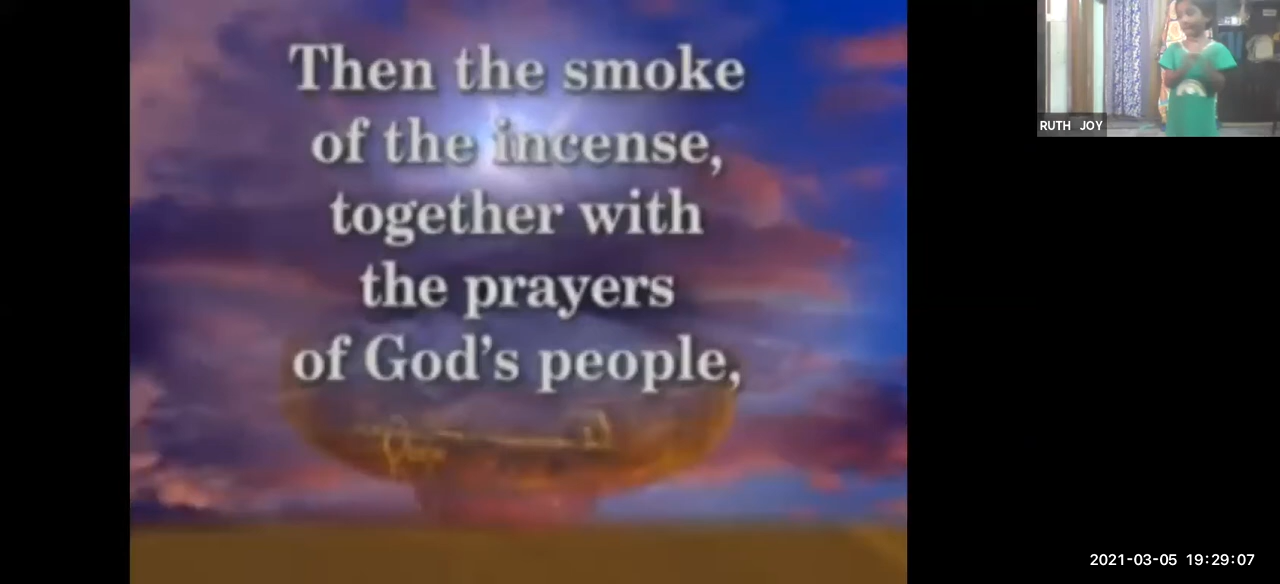 Then the smoke
of the incense,
together with
the prayers
of God's people,
RUTH JOY
2021-03-05 19:29:07